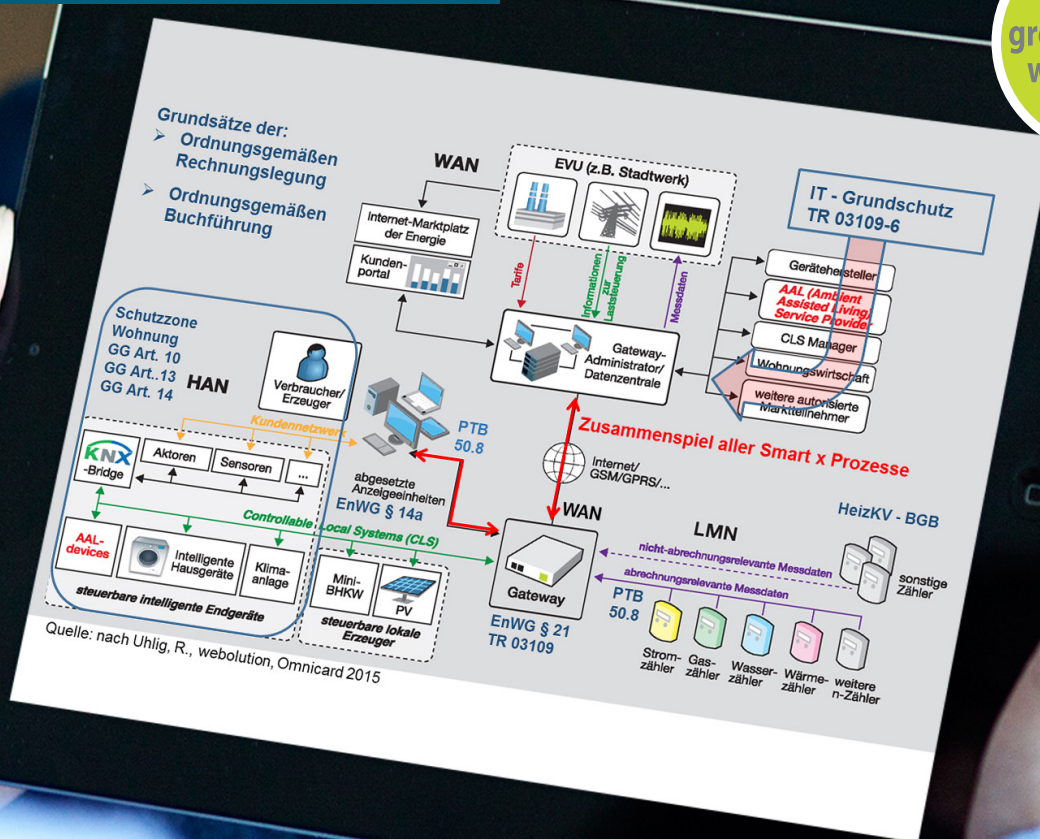 Grundsätze der:
Ordnungsgemäßen
Rechnungslegung
Ordnungsgemäßen
Buchführung
WAN
EVU (z.B. Stadtwerk)
Internet-Marktplatz
der Energie
Kunden-
portal
Tarife
Informationen
zur
Laststeuerung
Messdaten
IT - Grundschutz
TR 03109-6
Gerätehersteller
AAL (Ambient
Assisted Living)
Service Provider
CLS Manager
Wohnungswirtschaft
weitere autorisierte
Marktteilnehmer
Gateway-
Administrator/
Datenzentrale
Schutzzone
Wohnung
GG Art. 10
GG Art..13
GG Art. 14
HAN
Verbraucher/
Erzeuger
Kundennetzwerk
KNX
-Bridge
Aktoren
Sensoren
...
PTB
50.8
abgesetzte
Anzeigeeinheiten
EnWG § 14a
Zusammenspiel aller Smart x Prozesse
Internet/
GSM/GPRS/...
WAN
LMN
HeizKV - BGB
Controllable Local Systems (CLS)
AAL-
devices
Intelligente
Hausgeräte
Klima-
anlage
steuerbare intelligente Endgeräte
Mini-
BHKW
PV
steuerbare lokale
Erzeuger
Gateway
EnWG § 21
TR 03109
nicht-abrechnungsrelevante Messdaten
abrechnungsrelevante Messdaten
sonstige
Zähler
PTB
50.8
Strom-
zähler
Gas-
zähler
Wasser-
zähler
Wärme-
zähler
weitere
n-Zähler
Quelle: nach Uhlig, R., webolution, Omnicard 2015